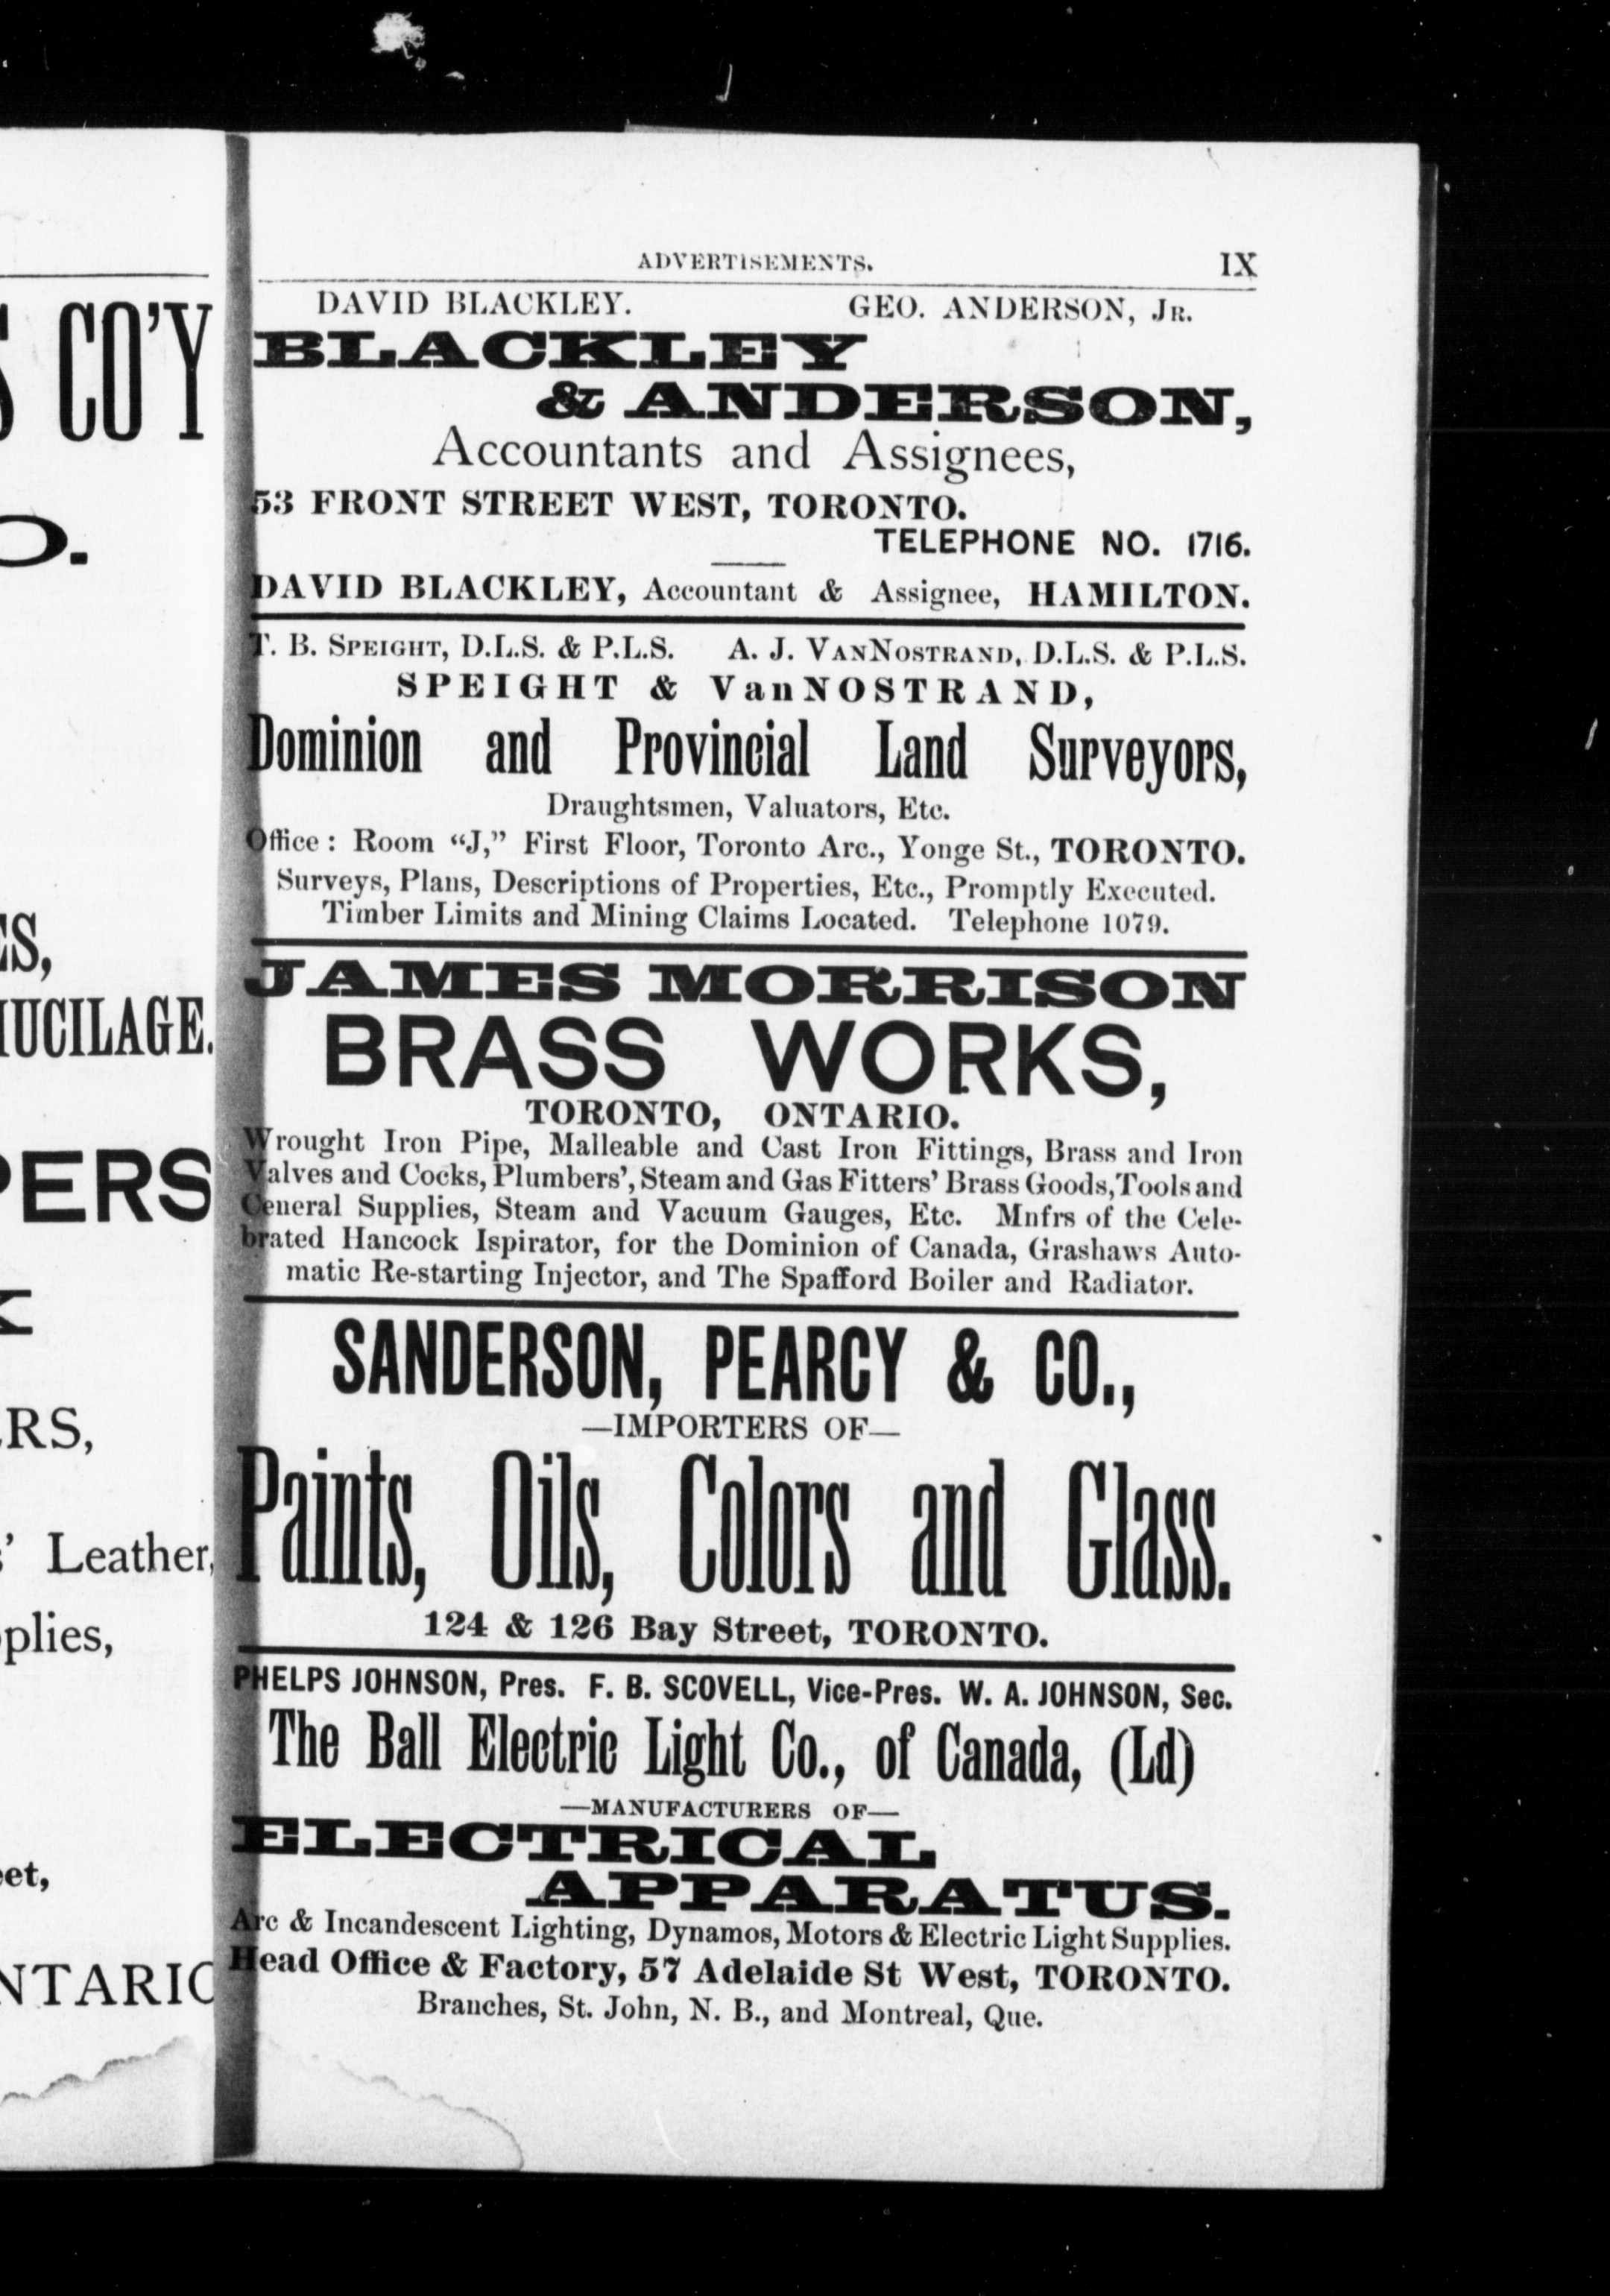 S CO'Y
O.
ES,
MUCILAGE.
PERS
K
RS,
s' Leather,
plies,
eet,
NTARIO
ADVERTISEMENTS. IX
DAVID BLACKLEY. GEO. ANDERSON, JR.
BLACKLEY
& ANDERSON,
Accountants and Assignees,
53 FRONT STREET WEST, TORONTO.
TELEPHONE NO. 1716.
DAVID BLACKLEY, Accountant & Assignee, HAMILTON.
T. B. SPEIGHT, D.L.S. & P.L.S. A. J. VANNOSTRAND, D.L.S. & P.L.S.
SPEIGHT & VanNOSTRAND,
Dominion and Provincial Land Surveyors,
Draughtsmen, Valuators, Etc.
Office : Room “J,” First Floor, Toronto Arc., Yonge St., TORONTO.
Surveys, Plans, Descriptions of Properties, Etc., Promptly Executed.
Timber Limits and Mining Claims Located. Telephone 1079.
JAMES MORRISON
BRASS WORKS,
TORONTO, ONTARIO.
Wrought Iron Pipe, Malleable and Cast Iron Fittings, Brass and Iron
Valves and Cocks, Plumbers', Steam and Gas Fitters' Brass Goods, Tools and
General Supplies, Steam and Vacuum Gauges, Etc. Mnfrs of the Cele-
brated Hancock Ispirator, for the Dominion of Canada, Grashaws Auto-
matic Re-starting Injector, and The Spafford Boiler and Radiator.
SANDERSON, PEARCY & CO.,
—IMPORTERS OF—
Paints, Oils, Colors and Glass.
124 & 126 Bay Street, TORONTO.
PHELPS JOHNSON, Pres. F. B. SCOVELL, Vice-Pres. W. A. JOHNSON, Sec.
The Ball Electric Light Co., of Canada, (Ld)
—MANUFACTURERS OF—
ELECTRICAL
APPARATUS.
Arc & Incandescent Lighting, Dynamos, Motors & Electric Light Supplies.
Head Office & Factory, 57 Adelaide St West, TORONTO.
Branches, St. John, N. B., and Montreal, Que.